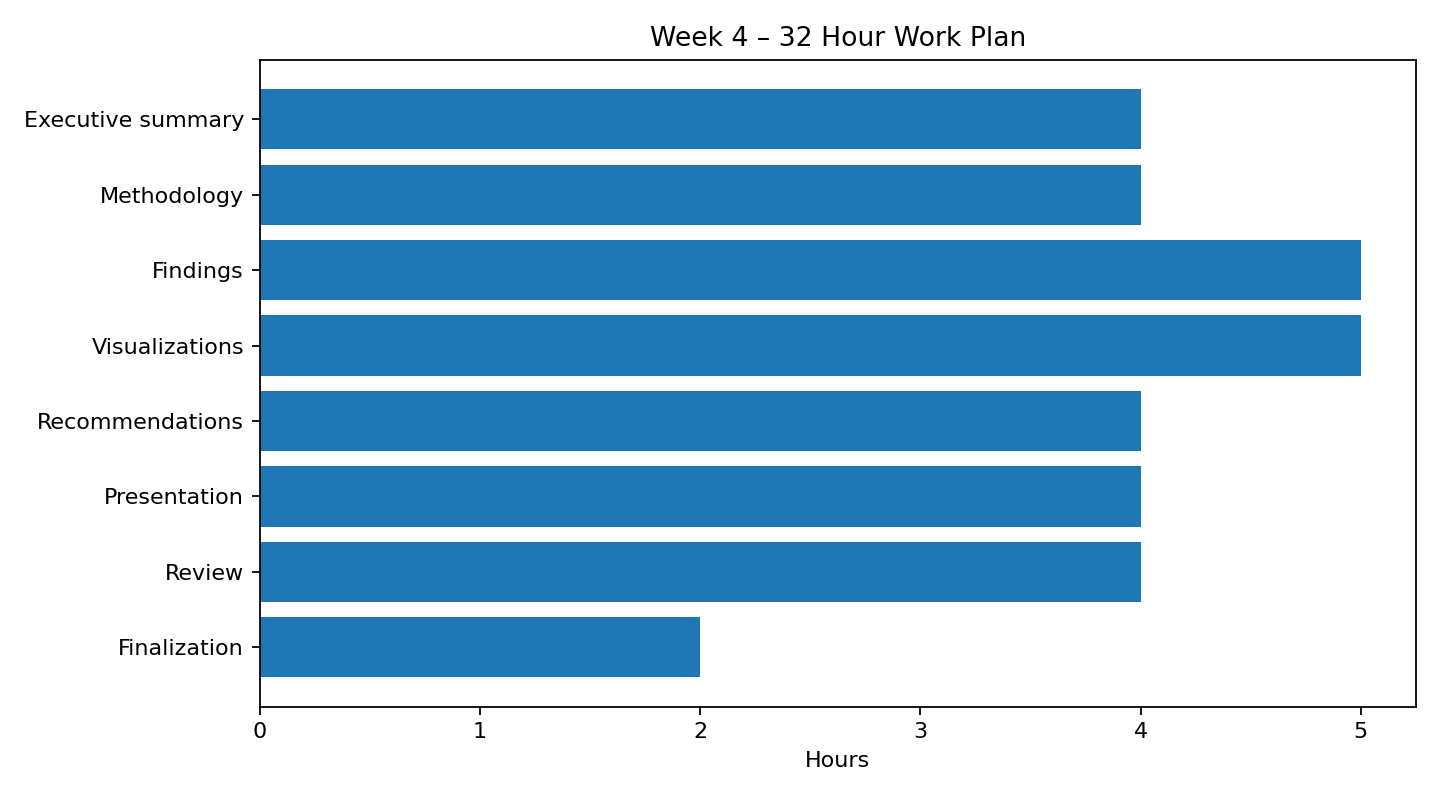 Week 4 – 32 Hour Work Plan
Executive summary
Methodology
Findings
Visualizations
Recommendations
Presentation
Review
Finalization
0 1 2 3 4 5
Hours